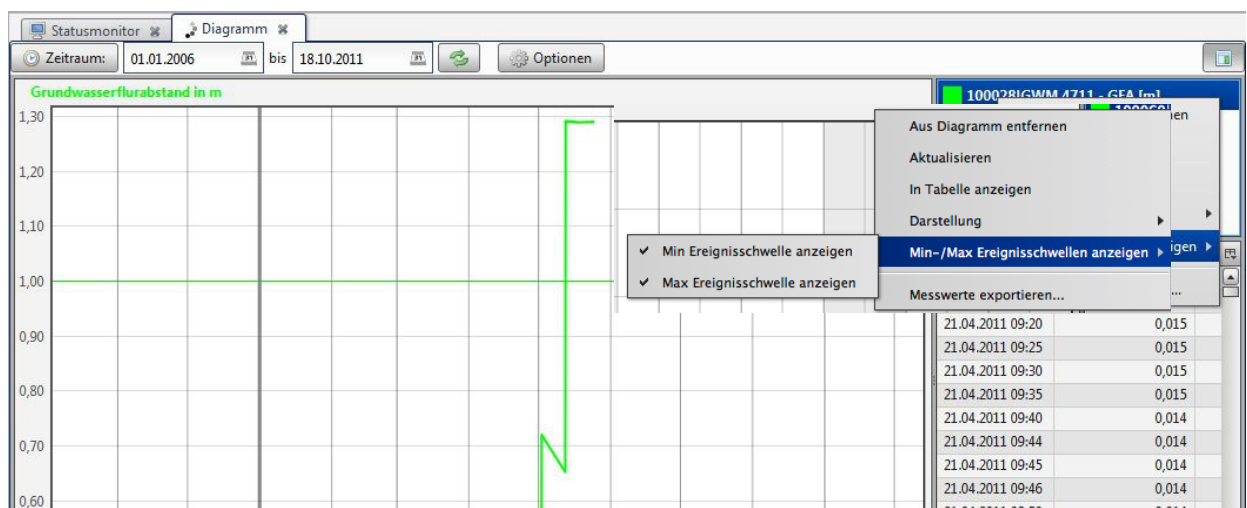 Statusmonitor Diagramm
Zeitraum: 01.01.2006 bis 18.10.2011 Optionen
Grundwasserflurabstand in m
1,30
1,20
1,10
1,00
0,90
0,80
0,70
0,60
100028|GWM 4711 - GFA [m]
Aus Diagramm entfernen
Aktualisieren
In Tabelle anzeigen
Darstellung
Min-/Max Ereignisschwellen anzeigen
Messwerte exportieren...
Min Ereignisschwelle anzeigen
Max Ereignisschwelle anzeigen
21.04.2011 09:20 0,015
21.04.2011 09:25 0,015
21.04.2011 09:30 0,015
21.04.2011 09:35 0,015
21.04.2011 09:40 0,014
21.04.2011 09:44 0,014
21.04.2011 09:45 0,014
21.04.2011 09:46 0,014